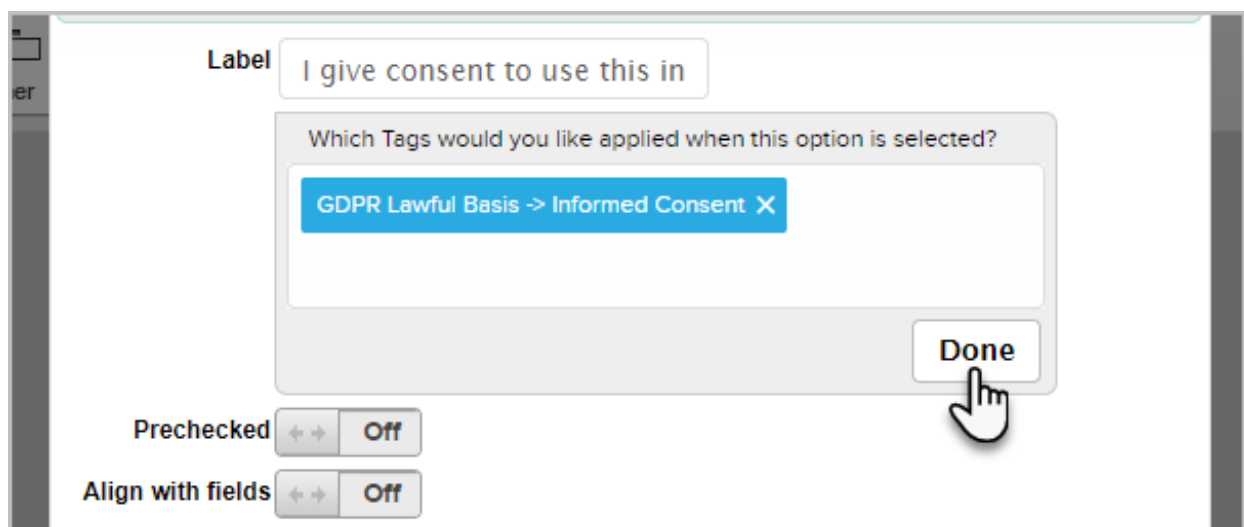 er
Label
I give consent to use this in
Which Tags would you like applied when this option is selected?
GDPR Lawful Basis -> Informed Consent ×
Done
Prechecked Off
Align with fields Off